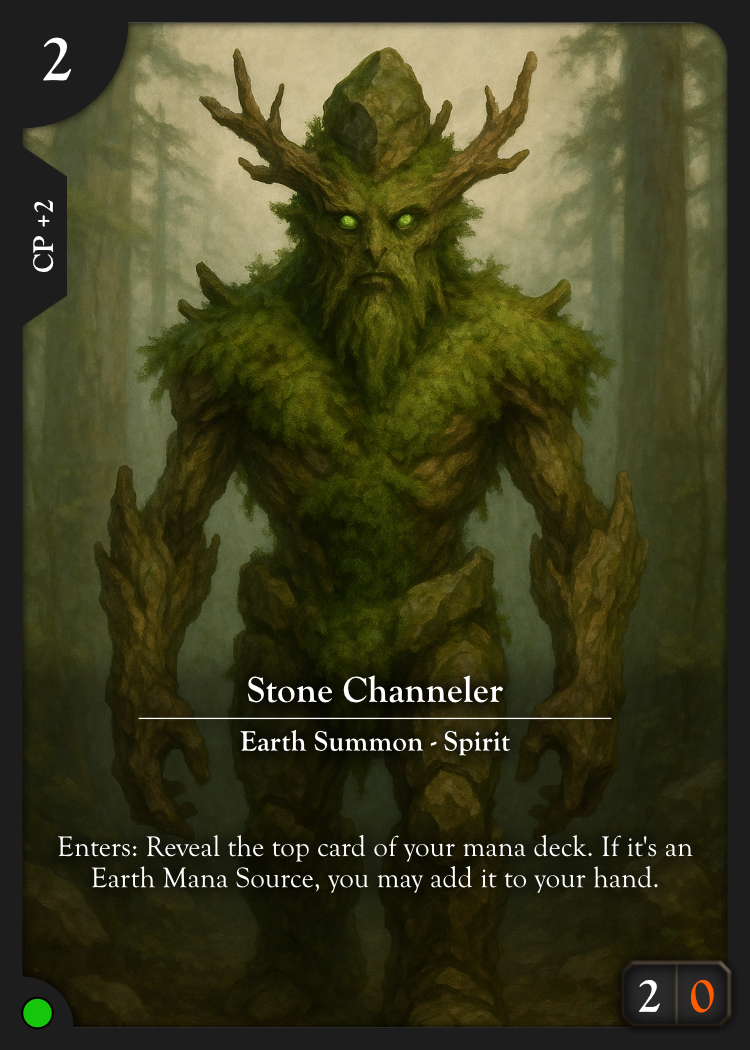 2
CP +2
Stone Channeler
Earth Summon - Spirit
Enters: Reveal the top card of your mana deck. If it's an
Earth Mana Source, you may add it to your hand.
2 0